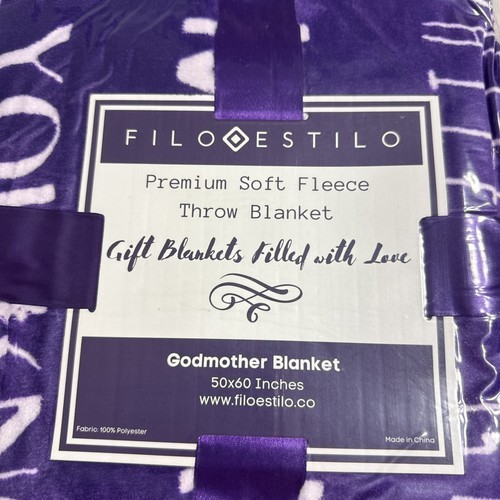 FILO ESTILO
Premium Soft Fleece
Throw Blanket
Gift Blankets Filled with Love
Godmother Blanket
50x60 Inches
www.filoestilo.co
Fabric: 100% Polyester
Made in China